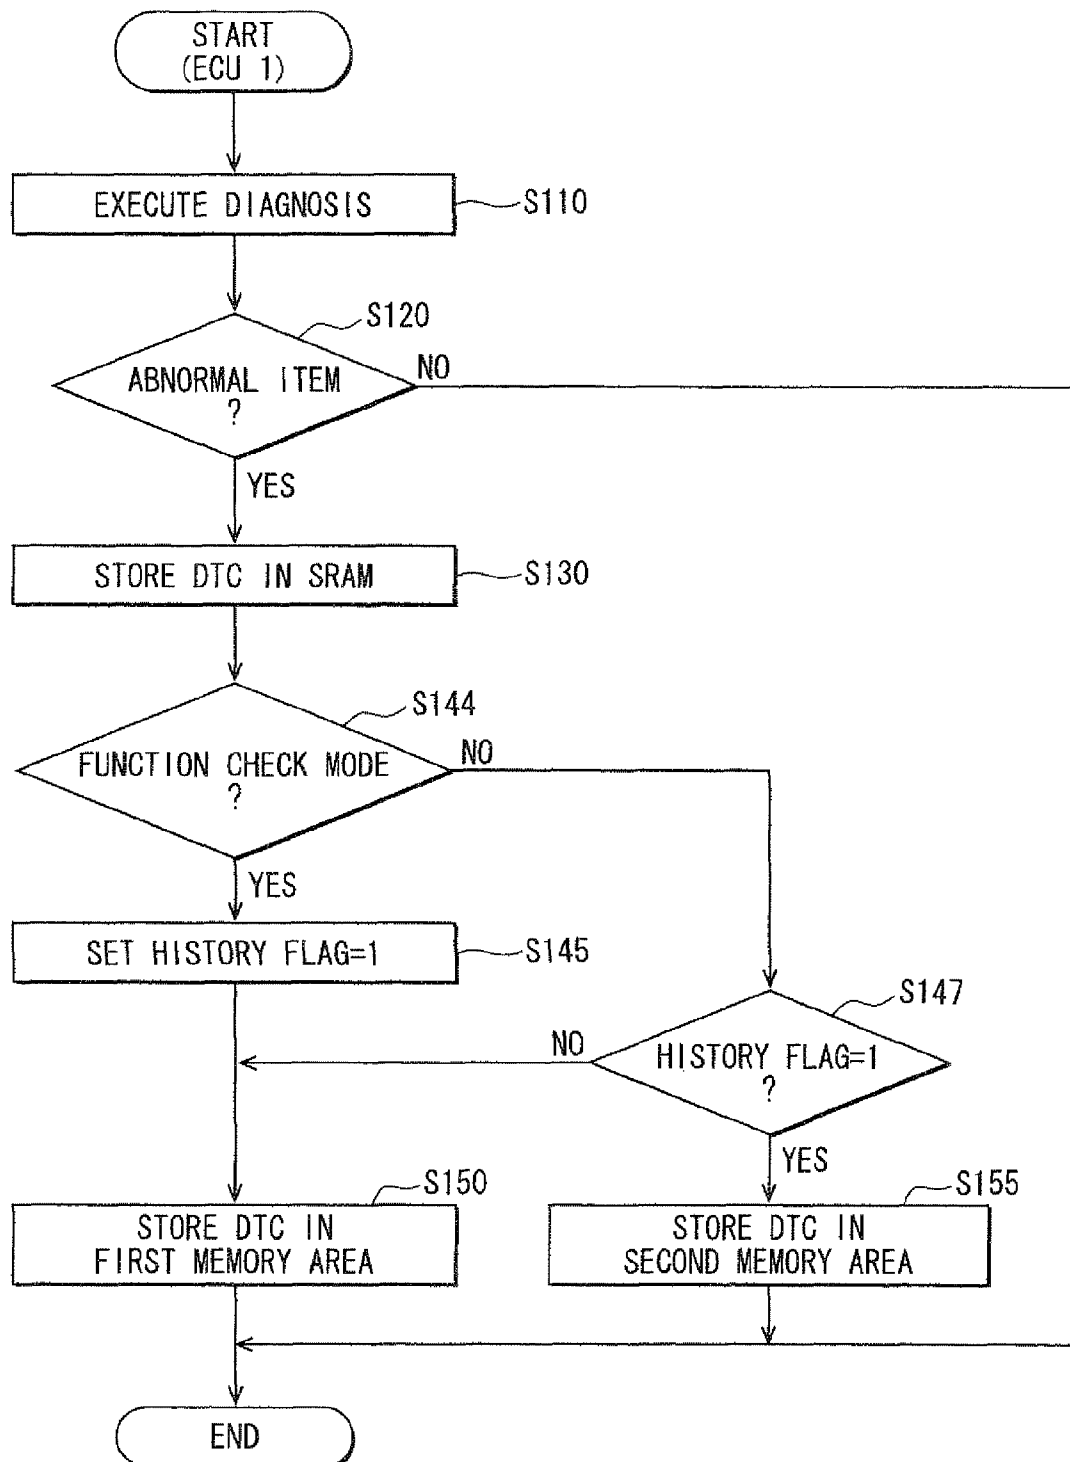 START
(ECU 1)
EXECUTE DIAGNOSIS
S110
S120
ABNORMAL ITEM
?
NO
YES
STORE DTC IN SRAM
S130
S144
FUNCTION CHECK MODE
?
NO
YES
SET HISTORY FLAG=1
S145
S147
HISTORY FLAG=1
?
NO
YES
S150
STORE DTC IN
FIRST MEMORY AREA
S155
STORE DTC IN
SECOND MEMORY AREA
END